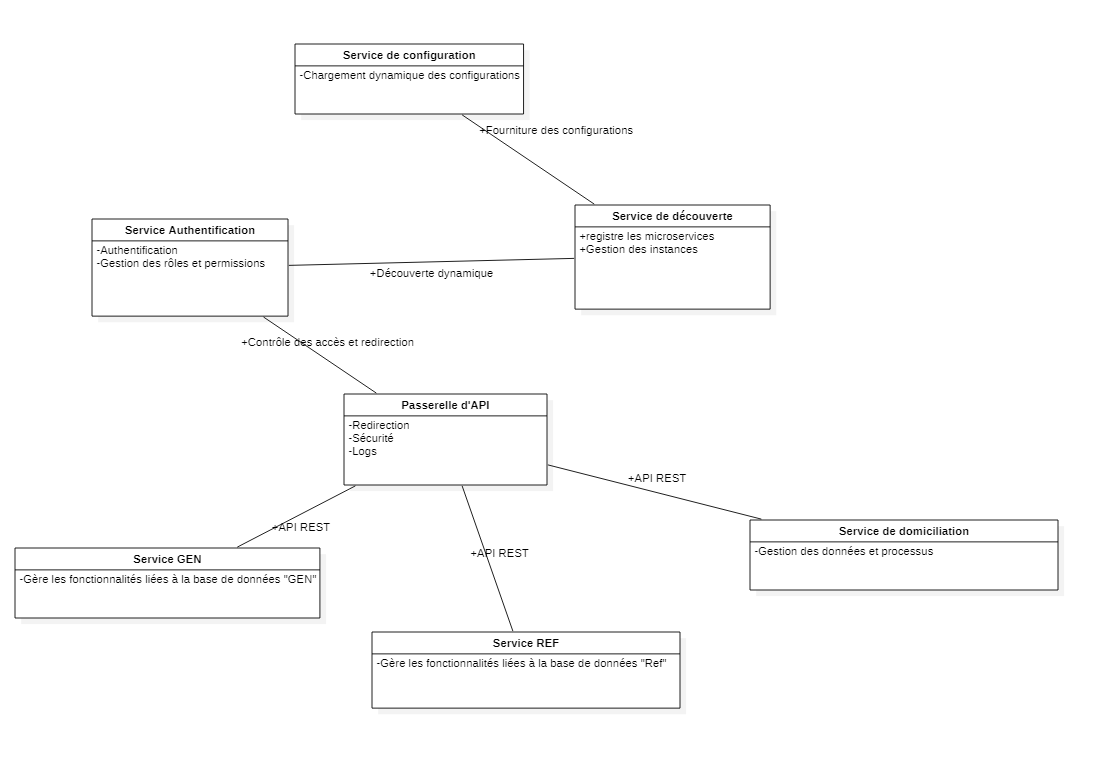 Service de configuration
-Chargement dynamique des configurations
+Fourniture des configurations
Service de découverte
+registre les microservices
+Gestion des instances
Service Authentification
-Authentification
-Gestion des rôles et permissions
+Découverte dynamique
+Contrôle des accès et redirection
Passerelle d'API
-Redirection
-Sécurité
-Logs
+API REST
+API REST
+API REST
Service de domiciliation
-Gestion des données et processus
Service GEN
-Gère les fonctionnalités liées à la base de données "GEN"
Service REF
-Gère les fonctionnalités liées à la base de données "Ref"